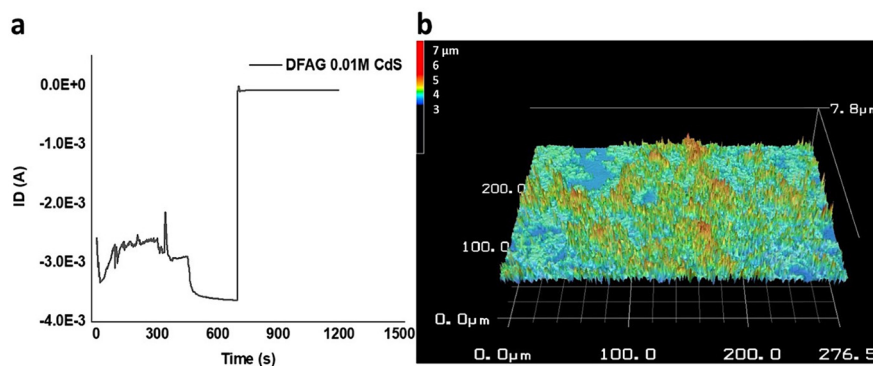 a
DFAG 0.01M CdS
0.0E+0
-1.0E-3
-2.0E-3
-3.0E-3
-4.0E-3
ID (A)
0 300 600 900 1200 1500
Time (s)
b
7 µm
6
5
4
3
7.8µm
200.0
100.0
0.0µm
0.0µm 100.0 200.0 276.5